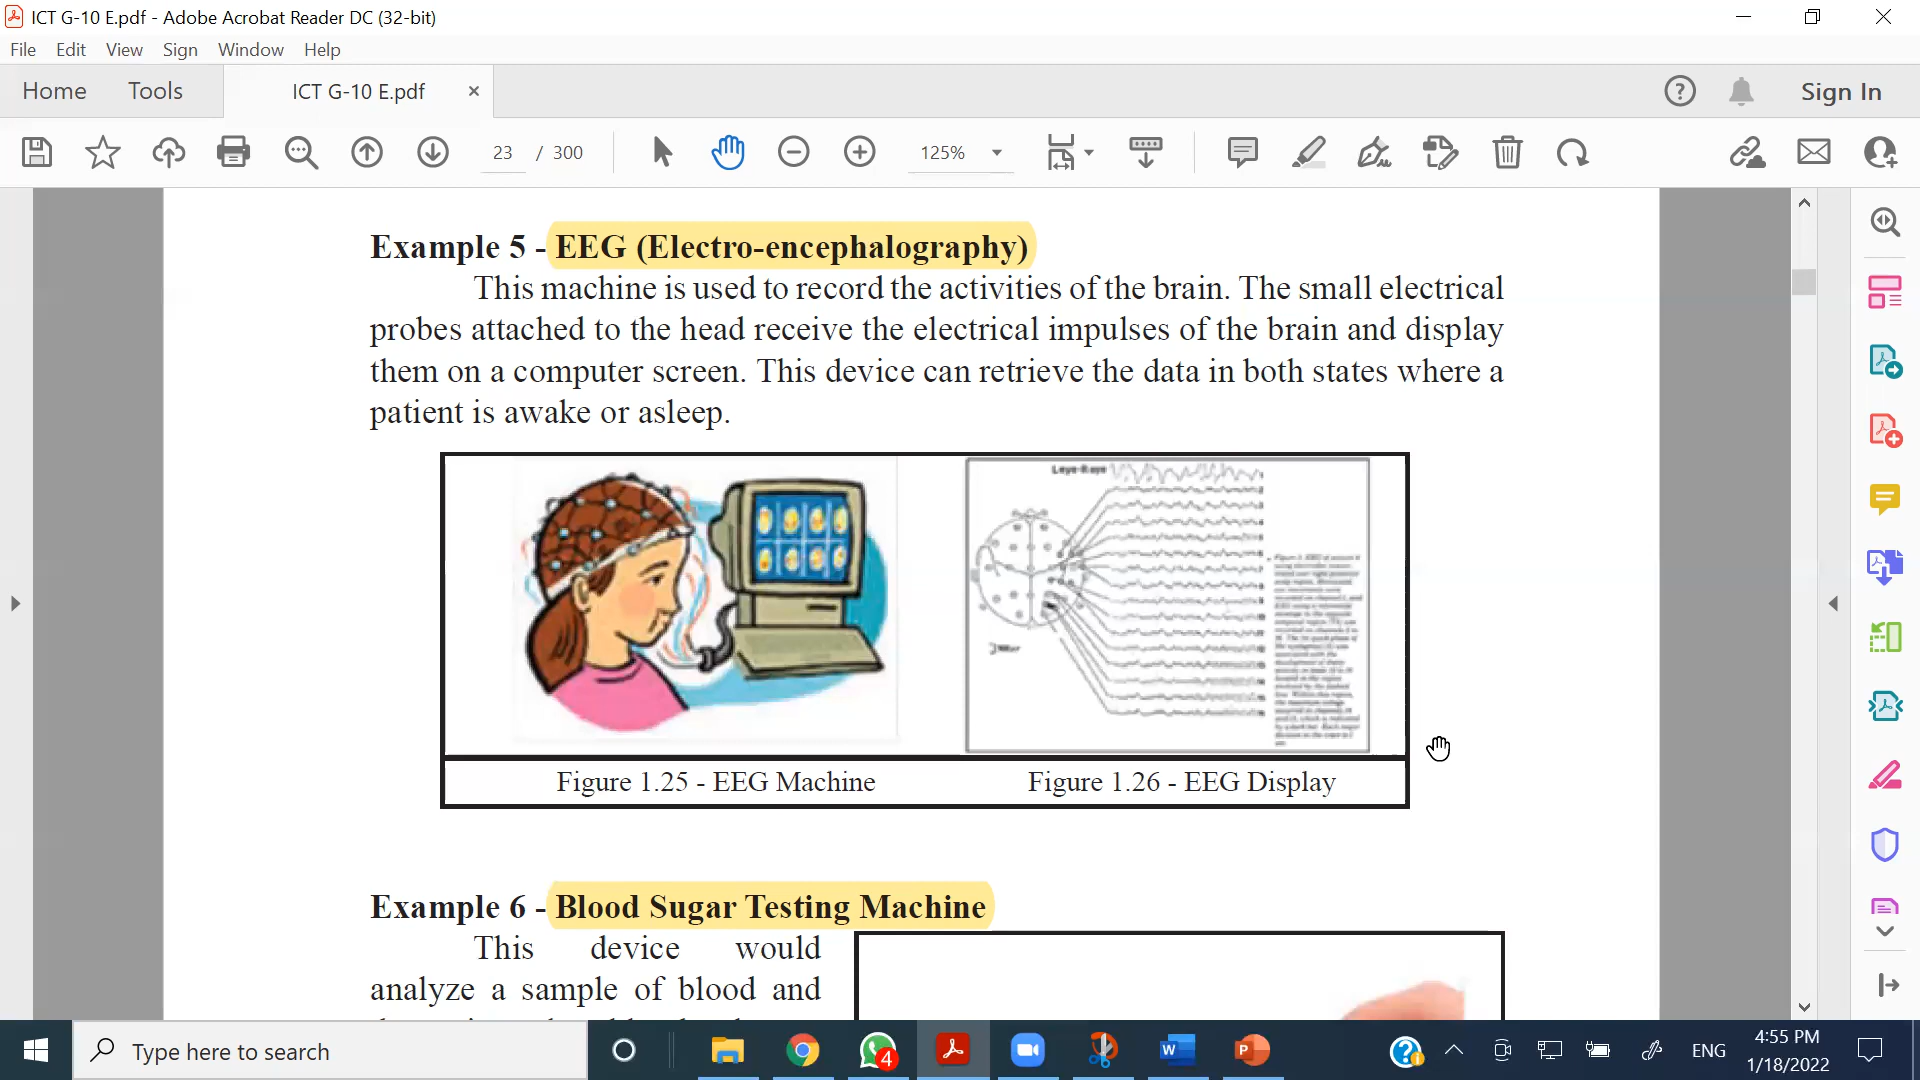 ICT G-10 E.pdf - Adobe Acrobat Reader DC (32-bit)
File Edit View Sign Window Help
Home Tools ICT G-10 E.pdf × Sign In
23 / 300 125%
Example 5 - EEG (Electro-encephalography)
This machine is used to record the activities of the brain. The small electrical
probes attached to the head receive the electrical impulses of the brain and display
them on a computer screen. This device can retrieve the data in both states where a
patient is awake or asleep.
Figure 1.25 - EEG Machine Figure 1.26 - EEG Display
Example 6 - Blood Sugar Testing Machine
This device would
analyze a sample of blood and
Type here to search
4
ENG
4:55 PM
1/18/2022